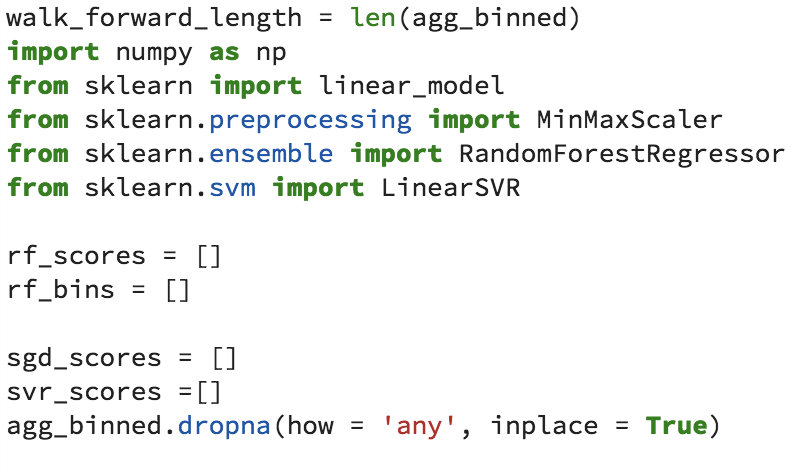 walk_forward_length = len(agg_binned)
import numpy as np
from sklearn import linear_model
from sklearn.preprocessing import MinMaxScaler
from sklearn.ensemble import RandomForestRegressor
from sklearn.svm import LinearSVR
rf_scores = []
rf_bins = []
sgd_scores = []
svr_scores =[]
agg_binned.dropna(how = 'any', inplace = True)